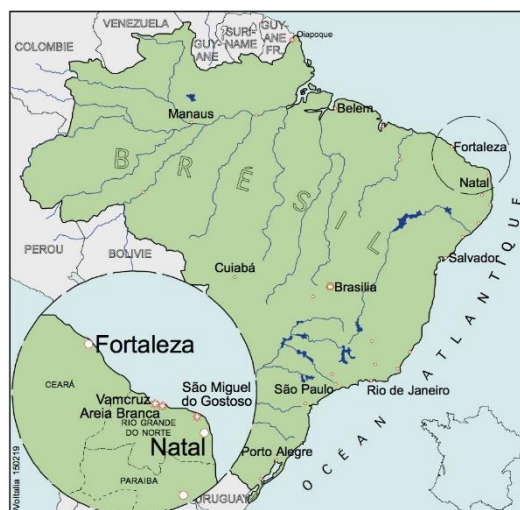 VENEZUELA
COLOMBIE
GUY-
ANE
SURI-
NAME
GUY-
ANE
FR.
Oiapoque
Manaus
Belem
Fortaleza
Natal
BRÉSIL
PEROU
BOLIVIE
Cuiabá
Brasilia
Salvador
OCÉAN ATLANTIQUE
Fortaleza
CEARÁ
Vamcruz
Areia Branca
São Miguel
do Gostoso
RIO GRANDE
DO NORTE
Natal
PARAIBA
São Paulo
Rio de Janeiro
Porto Alegre
URUGUAY
Voltalia 150219